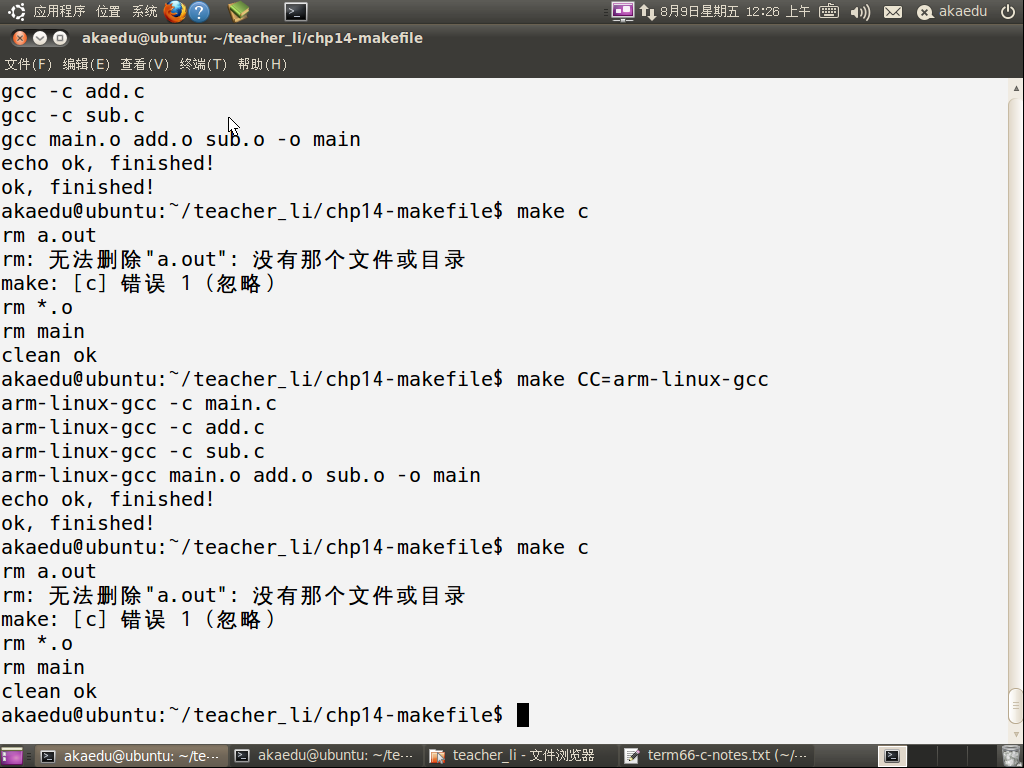 应用程序 位置 系统 8月9日星期五 12:26 上午 akaedu
akaedu@ubuntu: ~/teacher_li/chp14-makefile
文件(F) 编辑(E) 查看(V) 终端(T) 帮助(H)
gcc -c add.c
gcc -c sub.c
gcc main.o add.o sub.o -o main
echo ok, finished!
ok, finished!
akaedu@ubuntu:~/teacher_li/chp14-makefile$ make c
rm a.out
rm: 无法删除"a.out": 没有那个文件或目录
make: [c] 错误 1 (忽略)
rm *.o
rm main
clean ok
akaedu@ubuntu:~/teacher_li/chp14-makefile$ make CC=arm-linux-gcc
arm-linux-gcc -c main.c
arm-linux-gcc -c add.c
arm-linux-gcc -c sub.c
arm-linux-gcc main.o add.o sub.o -o main
echo ok, finished!
ok, finished!
akaedu@ubuntu:~/teacher_li/chp14-makefile$ make c
rm a.out
rm: 无法删除"a.out": 没有那个文件或目录
make: [c] 错误 1 (忽略)
rm *.o
rm main
clean ok
akaedu@ubuntu:~/teacher_li/chp14-makefile$
akaedu@ubuntu: ~/te··· akaedu@ubuntu: ~/te··· teacher_li - 文件浏览器 term66-c-notes.txt (~/···